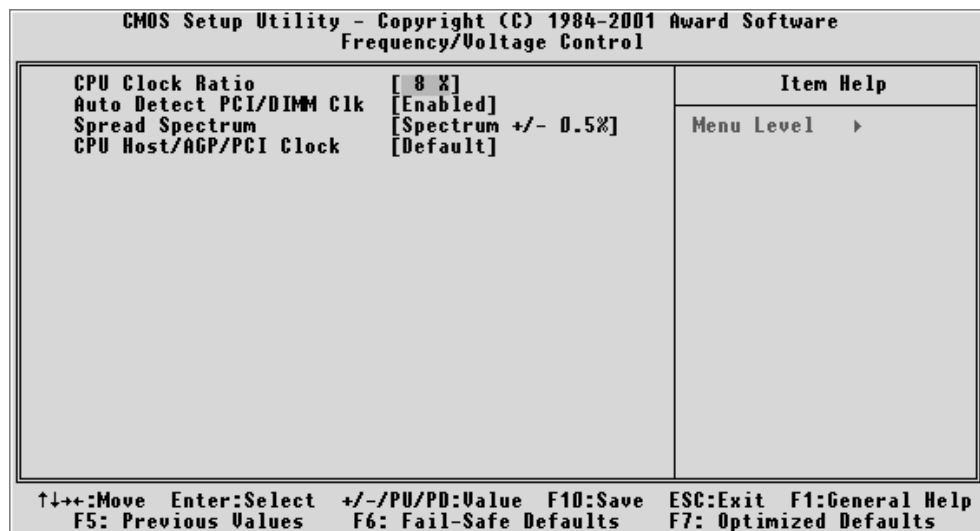 CMOS Setup Utility - Copyright (C) 1984-2001 Award Software
Frequency/Voltage Control
CPU Clock Ratio [ 8 X]
Auto Detect PCI/DIMM Clk [Enabled]
Spread Spectrum [Spectrum +/- 0.5%]
CPU Host/AGP/PCI Clock [Default]
Item Help
Menu Level ▸
↑↓→←:Move Enter:Select +/-/PU/PD:Value F10:Save ESC:Exit F1:General Help
F5: Previous Values F6: Fail-Safe Defaults F7: Optimized Defaults